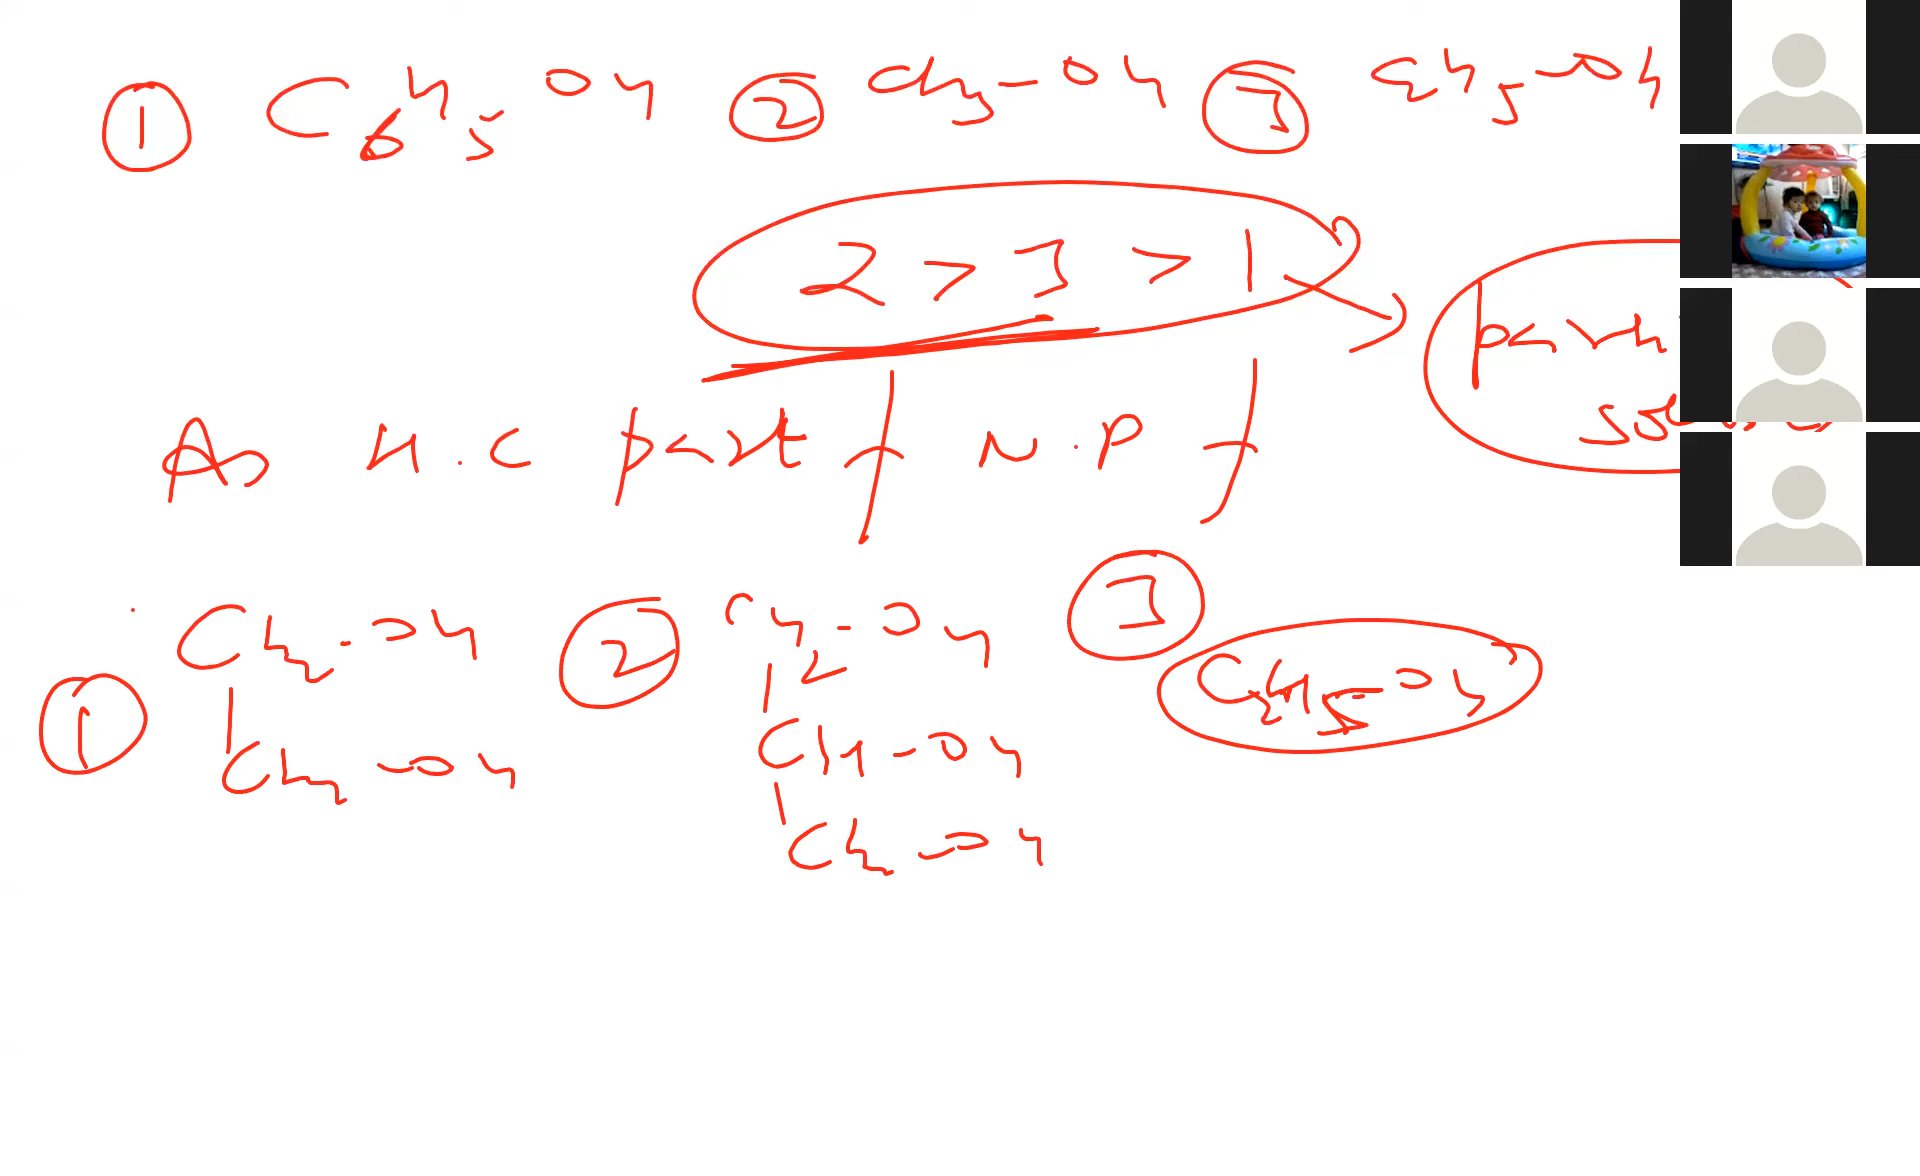 ① C6H5 OH ② CH3-OH ③ C2H5-OH
2 > 3 > 1 →
As H.C part ↑ N.P ↑
① CH2-OH ② CH2-OH ③ C2H5-OH
| |
CH2-OH CH-OH
|
CH2-OH